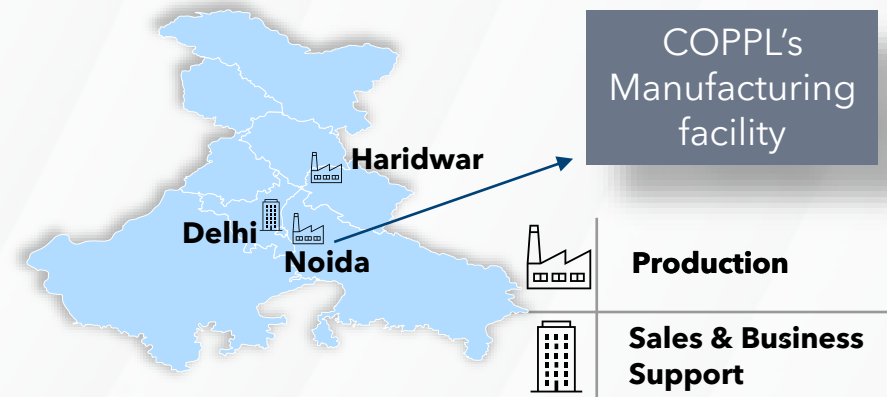 COPPL's
Manufacturing
facility
Haridwar
Delhi
Noida
Production
Sales & Business
Support